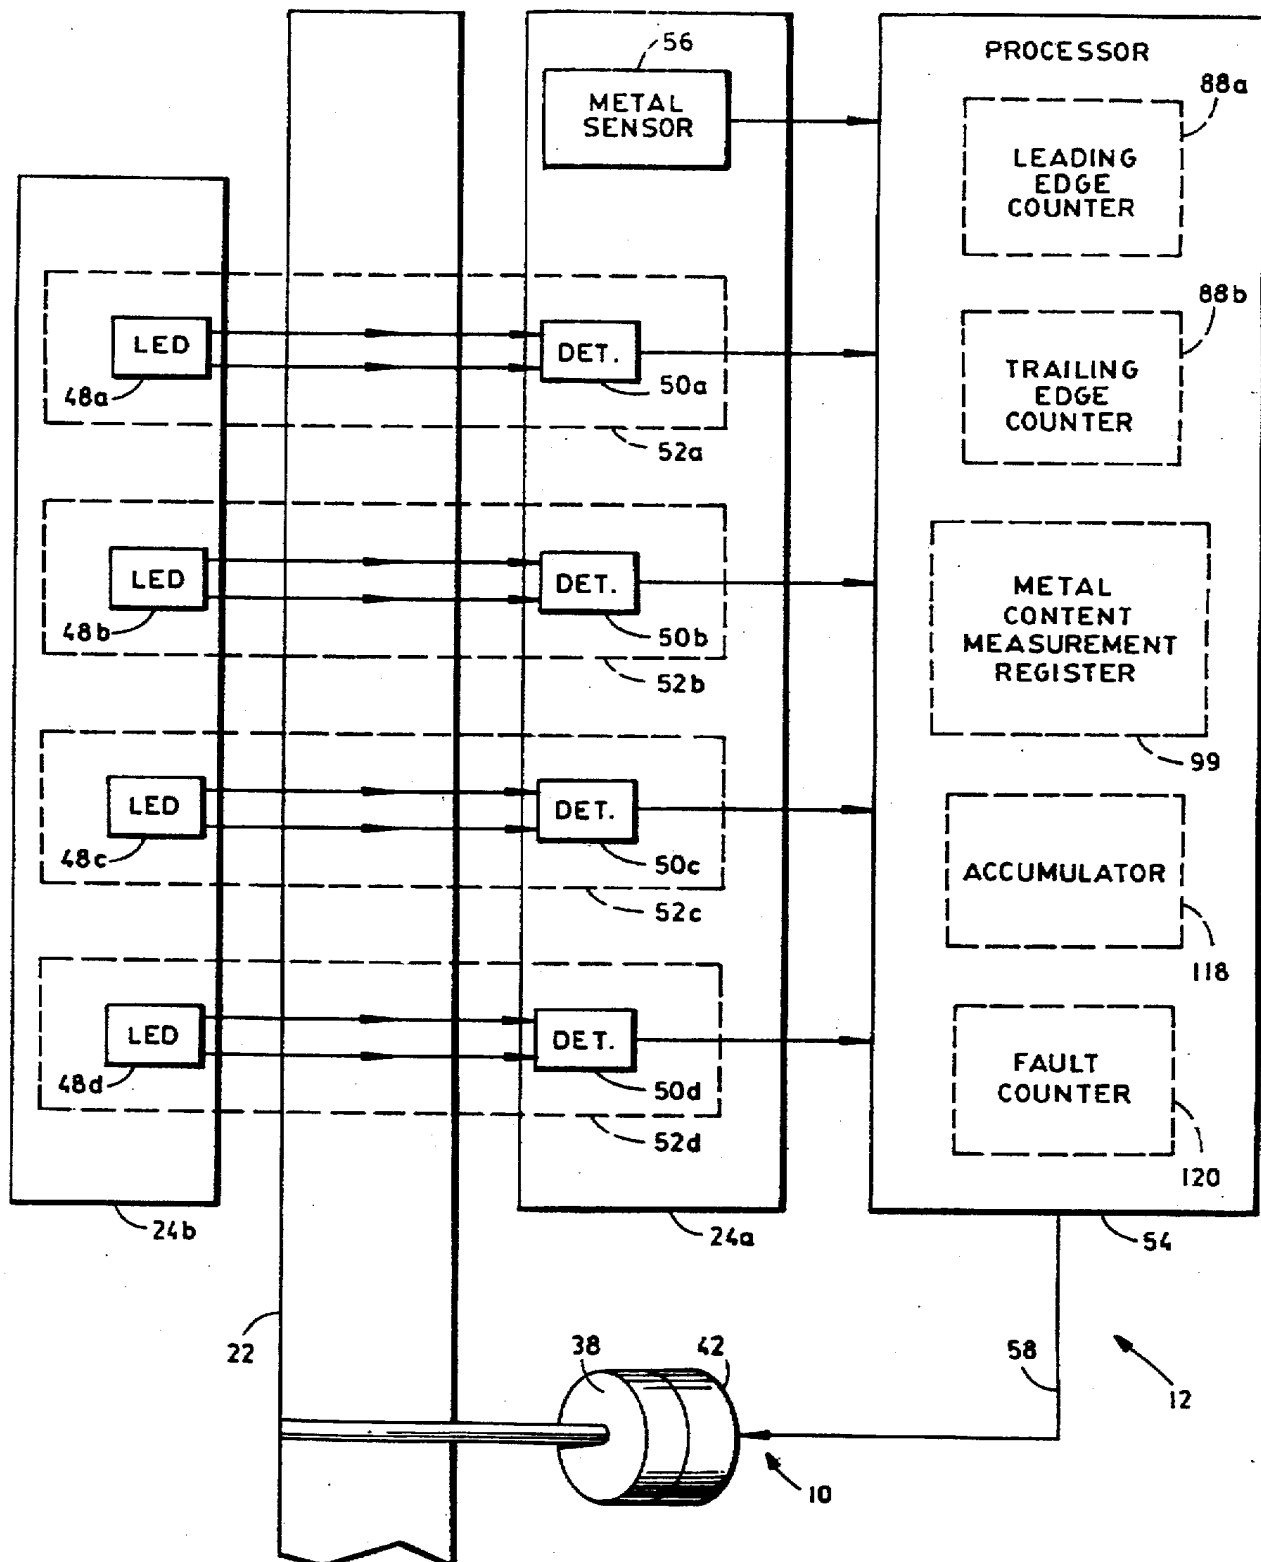 56
METAL
SENSOR
PROCESSOR
88a
LEADING
EDGE
COUNTER
LED
48a
DET.
50a
52a
88b
TRAILING
EDGE
COUNTER
LED
48b
DET.
50b
52b
METAL
CONTENT
MEASUREMENT
REGISTER
99
LED
48c
DET.
50c
52c
ACCUMULATOR
118
LED
48d
DET.
50d
52d
FAULT
COUNTER
120
24b
24a
54
22
38
42
58
12
10